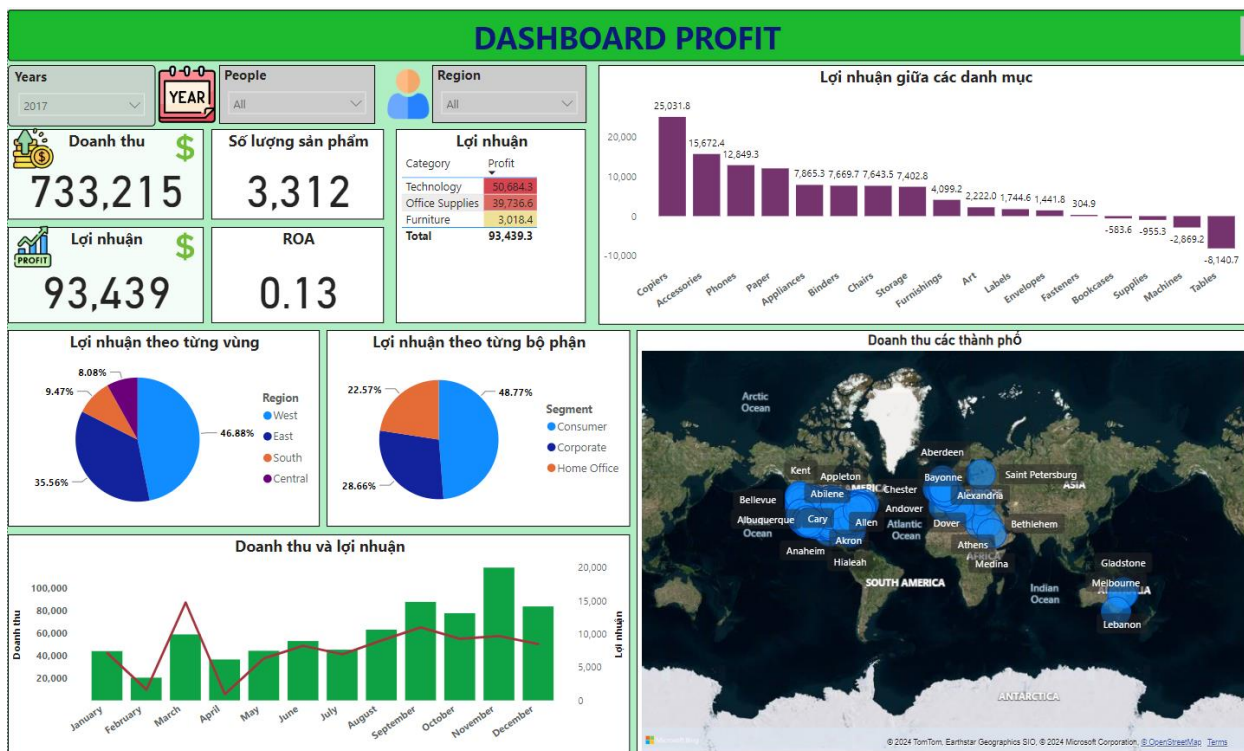 DASHBOARD PROFIT
Years
2017
YEAR
People
All
Region
All
Doanh thu
$
733,215
Số lượng sản phẩm
3,312
PROFIT
Lợi nhuận
$
93,439
ROA
0.13
Lợi nhuận
Category Profit
Technology 50,684.3
Office Supplies 39,736.6
Furniture 3,018.4
Total 93,439.3
Lợi nhuận giữa các danh mục
20,000
10,000
0
-10,000
25,031.8
15,672.4
12,849.3
7,865.3
7,669.7
7,643.5
7,402.8
4,099.2
2,222.0
1,744.6
1,441.8
304.9
-583.6
-955.3
-2,869.2
-8,140.7
Copiers
Accessories
Phones
Paper
Appliances
Binders
Chairs
Storage
Furnishings
Art
Labels
Envelopes
Fasteners
Bookcases
Supplies
Machines
Tables
Lợi nhuận theo từng vùng
8.08%
9.47%
35.56%
46.88%
Region
West
East
South
Central
Lợi nhuận theo từng bộ phận
22.57%
28.66%
48.77%
Segment
Consumer
Corporate
Home Office
Doanh thu các thành phố
Arctic
Ocean
Aberdeen
Kent
Appleton
Bayonne
Saint Petersburg
ASIA
Bellevue
Abilene
Chester
Alexandria
Andover
Albuquerque
Cary
Allen
Atlantic
Ocean
Dover
Bethlehem
Ocean
Akron
Athens
Anaheim
Hialeah
Medina
Gladstone
SOUTH AMERICA
Indian
Ocean
Melbourne
Lebanon
ANTARCTICA
© 2024 TomTom, Earthstar Geographics SIO, © 2024 Microsoft Corporation, © OpenStreetMap Terms
Doanh thu và lợi nhuận
Doanh thu
100,000
80,000
60,000
40,000
20,000
20,000
15,000
10,000
5,000
0
Lợi nhuận
January
February
March
April
May
June
July
August
September
October
November
December